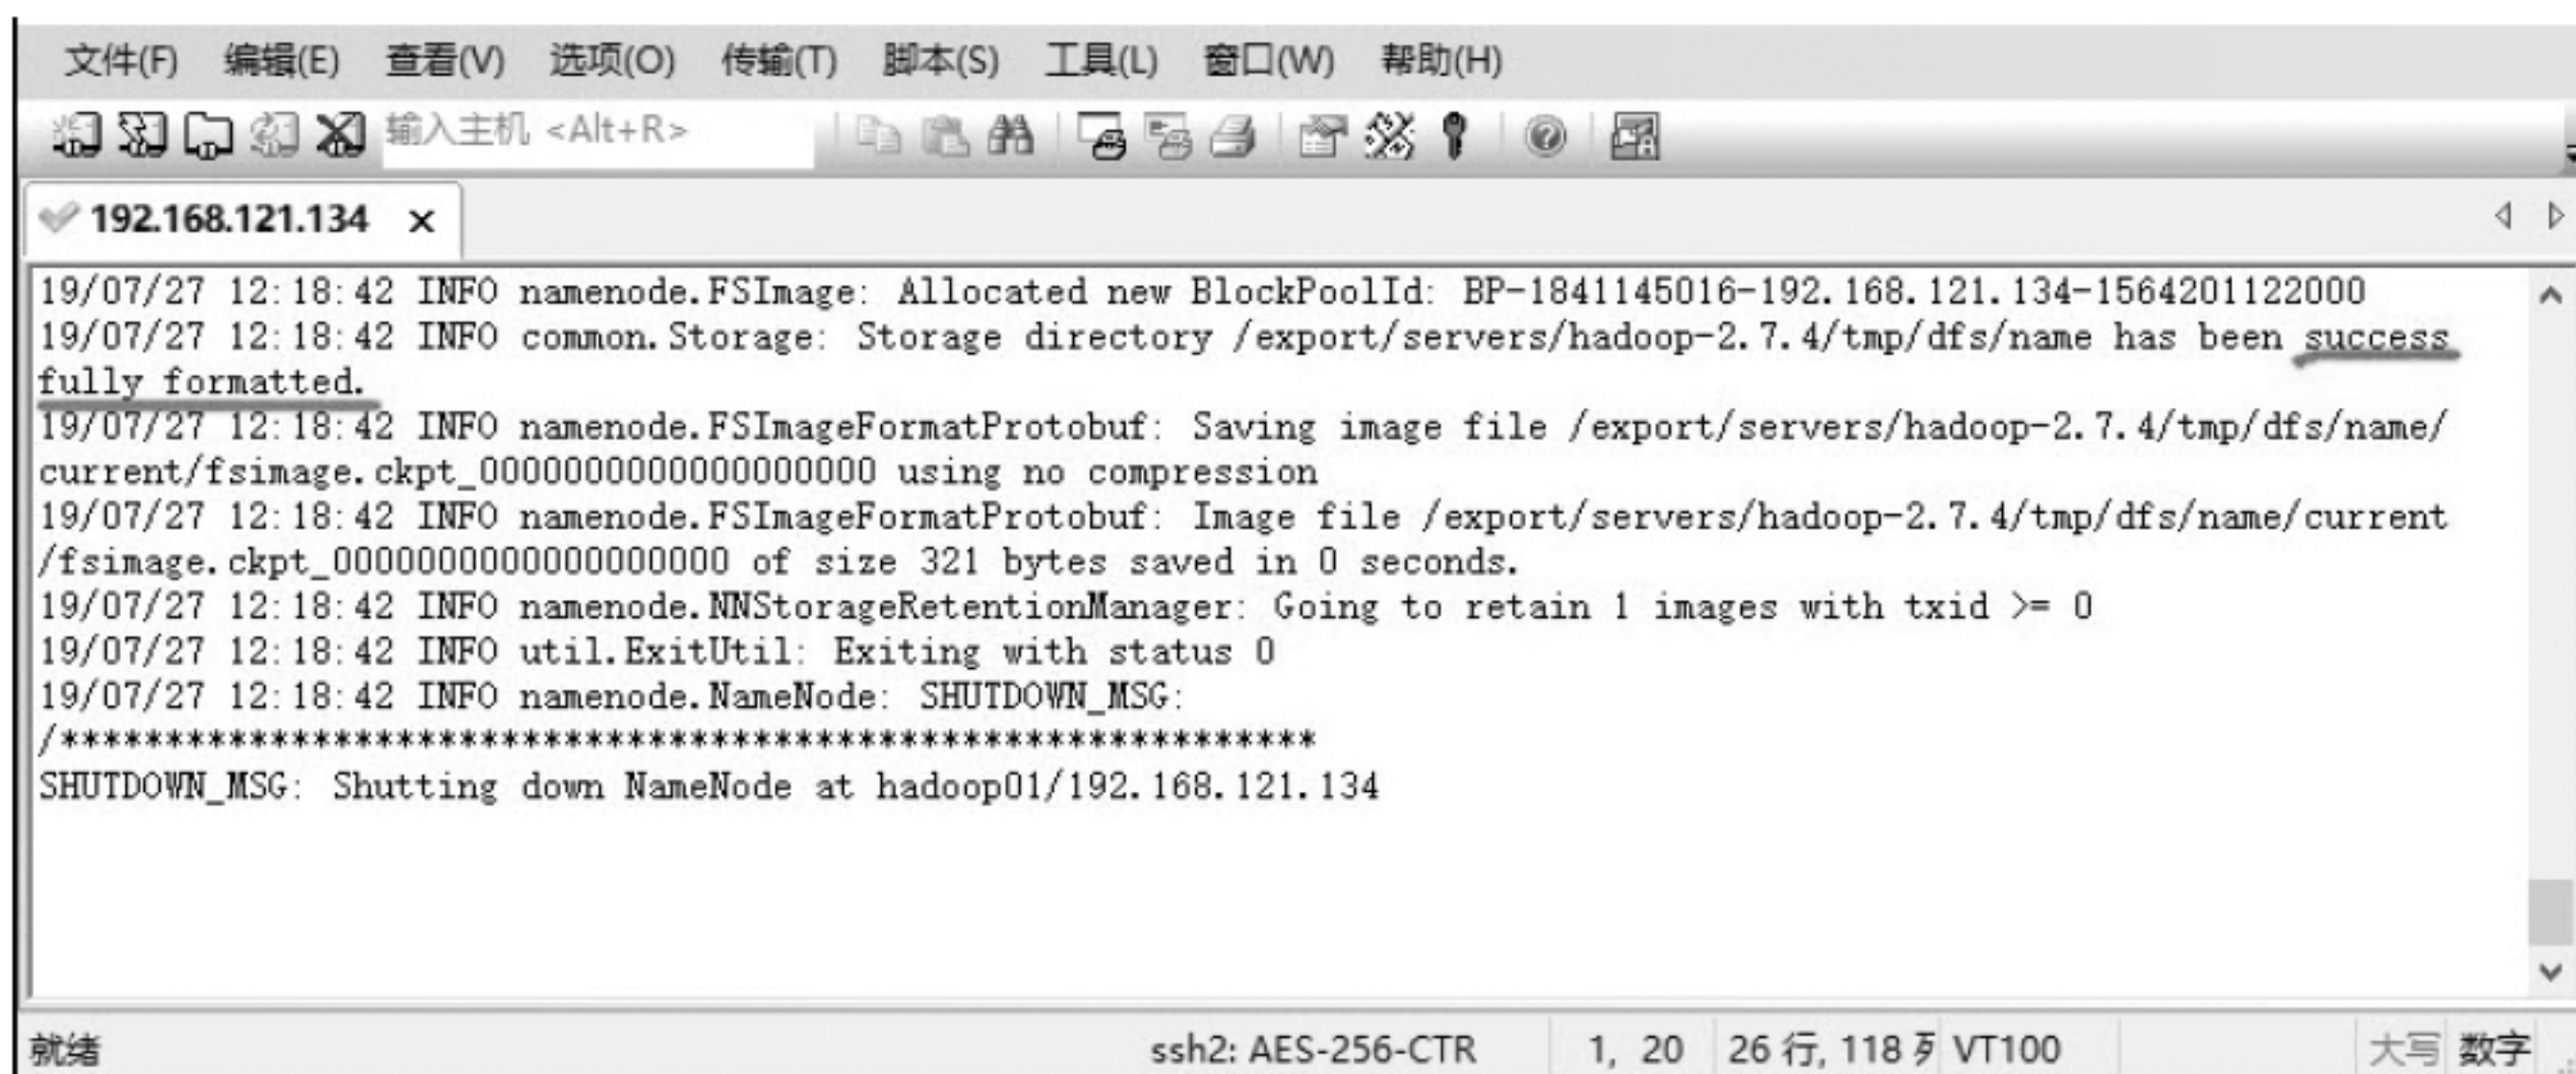 文件(F) 编辑(E) 查看(V) 选项(O) 传输(T) 脚本(S) 工具(L) 窗口(W) 帮助(H)
输入主机 <Alt+R>
192.168.121.134
19/07/27 12:18:42 INFO namenode.FSImage: Allocated new BlockPoolId: BP-1841145016-192.168.121.134-1564201122000
19/07/27 12:18:42 INFO common.Storage: Storage directory /export/servers/hadoop-2.7.4/tmp/dfs/name has been success
fully formatted.
19/07/27 12:18:42 INFO namenode.FSImageFormatProtobuf: Saving image file /export/servers/hadoop-2.7.4/tmp/dfs/name/
current/fsimage.ckpt_0000000000000000000 using no compression
19/07/27 12:18:42 INFO namenode.FSImageFormatProtobuf: Image file /export/servers/hadoop-2.7.4/tmp/dfs/name/current
/fsimage.ckpt_0000000000000000000 of size 321 bytes saved in 0 seconds.
19/07/27 12:18:42 INFO namenode.NNStorageRetentionManager: Going to retain 1 images with txid >= 0
19/07/27 12:18:42 INFO util.ExitUtil: Exiting with status 0
19/07/27 12:18:42 INFO namenode.NameNode: SHUTDOWN_MSG:
/************************************************************
SHUTDOWN_MSG: Shutting down NameNode at hadoop01/192.168.121.134
就绪 ssh2: AES-256-CTR 1, 20 26 行, 118 VT100 大写 数字